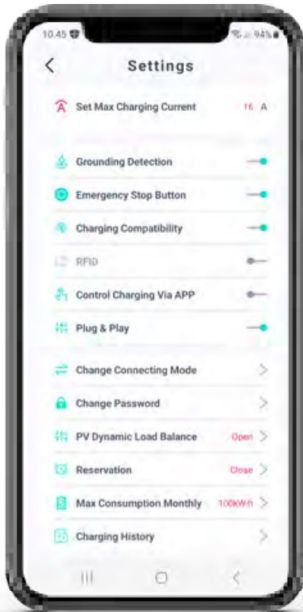 10.45 94%
Settings
Set Max Charging Current 16 A
Grounding Detection
Emergency Stop Button
Charging Compatibility
RFID
Control Charging Via APP
Plug & Play
Change Connecting Mode
Change Password
PV Dynamic Load Balance Open
Reservation Close
Max Consumption Monthly 100kWh
Charging History